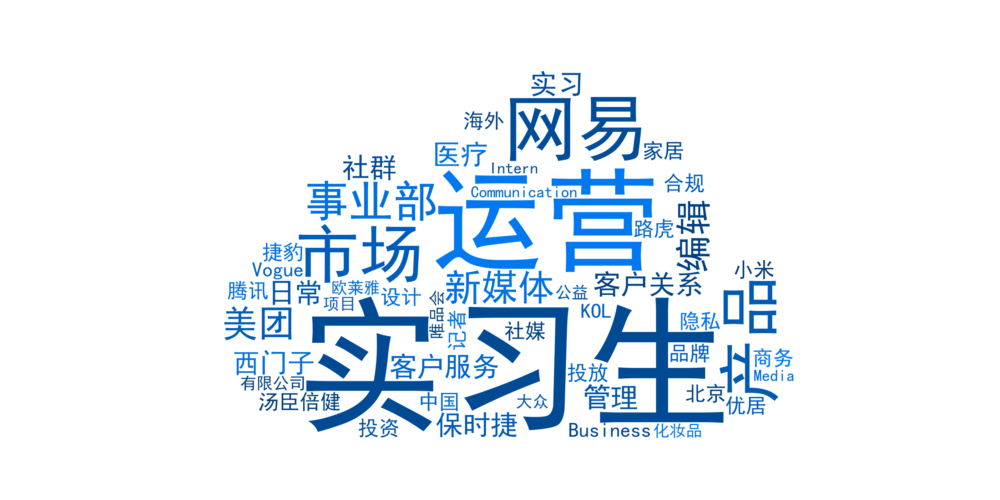 实习
网易
海外
家居
医疗
社群
Intern
Communication
合规
事业部
运营
编辑
路虎
市场
捷豹
Vogue
小米
腾讯
日常
欧莱雅
项目
设计
新媒体
公益
客户关系
产品
唯品会
记者
KOL
隐私
美团
实习生
社媒
品牌
商务
Media
西门子
客户服务
投放
有限公司
汤臣倍健
中国
大众
管理
北京
优居
投资
保时捷
Business
化妆品